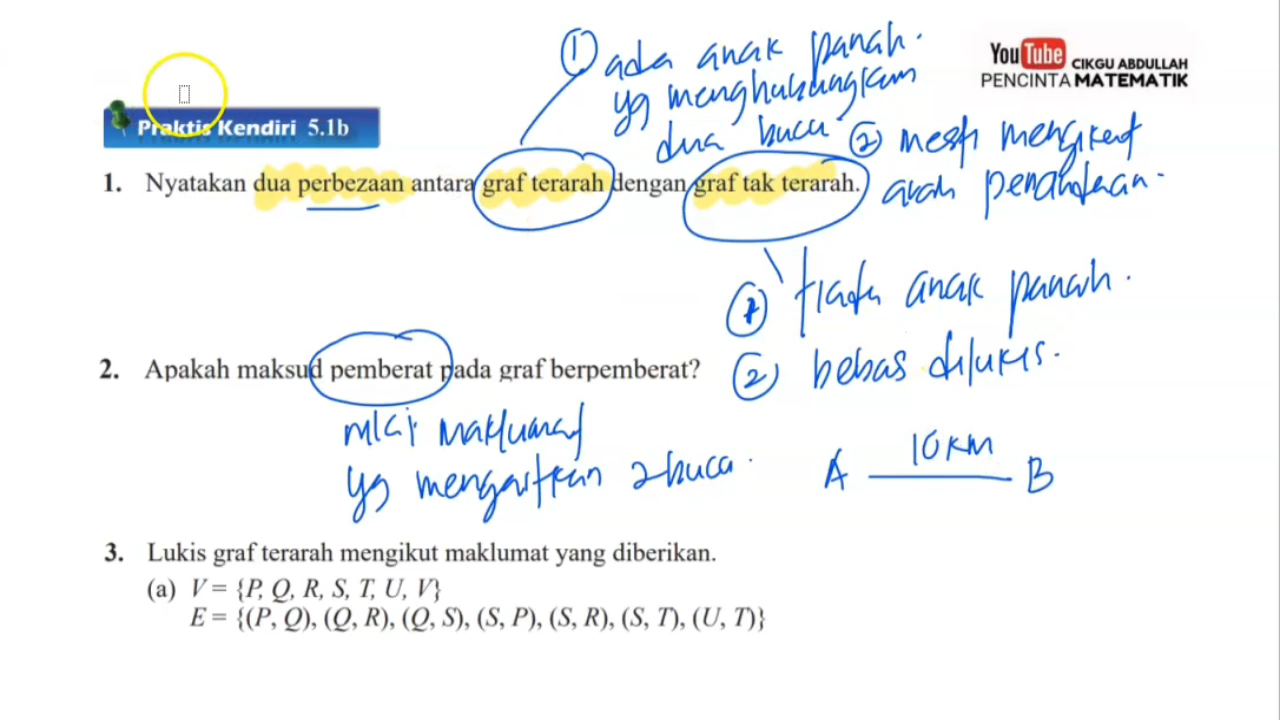 ① ada anak panah.
yg menghubungkan
dua bucu
YouTube CIKGU ABDULLAH
PENCINTA MATEMATIK
Praktis Kendiri 5.1b
② mesti mengikut
arah penandaan.
1. Nyatakan dua perbezaan antara graf terarah dengan graf tak terarah.
① tiada anak panah.
② bebas dilukis.
2. Apakah maksud pemberat pada graf berpemberat?
nilai maklumat
yg mengaitkan 2 bucu.
10 km
A B
3. Lukis graf terarah mengikut maklumat yang diberikan.
(a) V = {P, Q, R, S, T, U, V}
E = {(P, Q), (Q, R), (Q, S), (S, P), (S, R), (S, T), (U, T)}